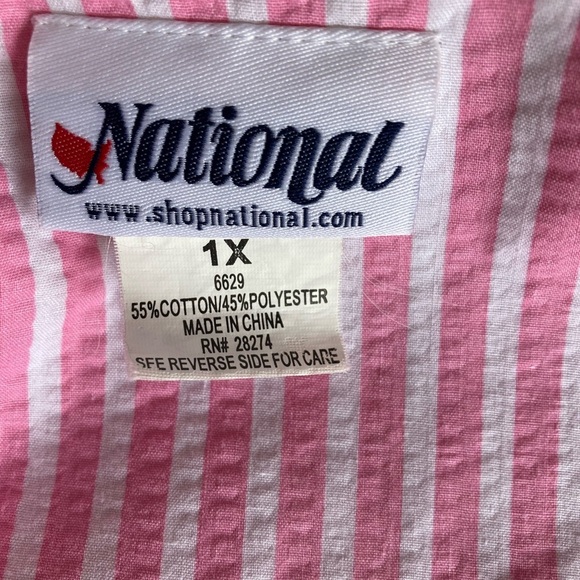 National
www.shopnational.com
1X
6629
55%COTTON/45%POLYESTER
MADE IN CHINA
RN# 28274
SEE REVERSE SIDE FOR CARE